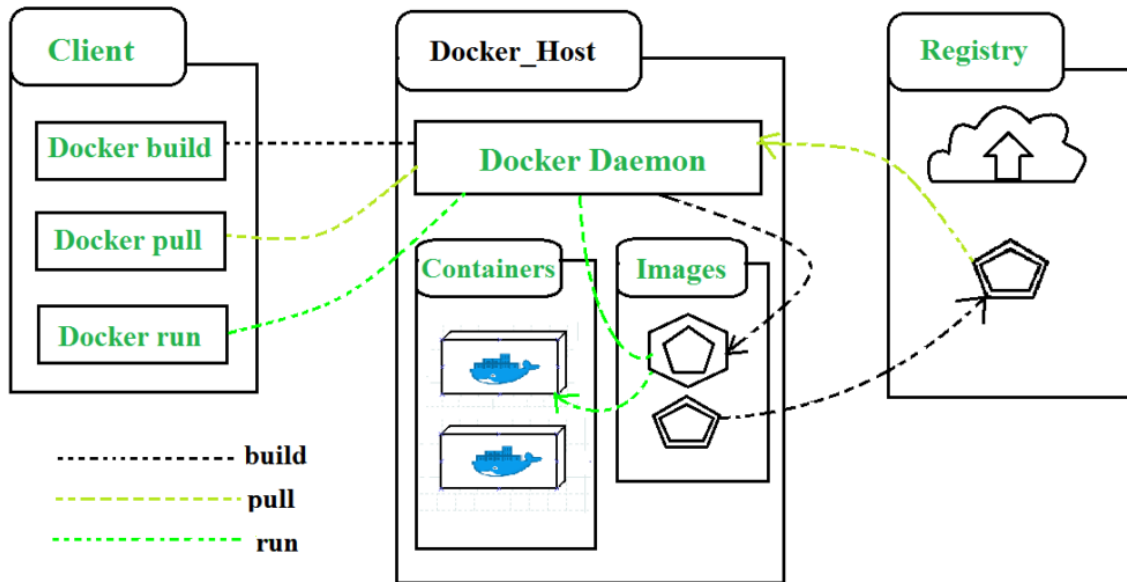 Client
Docker build
Docker pull
Docker run
Docker_Host
Docker Daemon
Containers
Images
Registry
build
pull
run